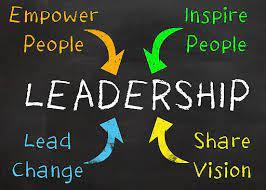 Empower
People
Inspire
People
LEADERSHIP
Lead
Change
Share
Vision